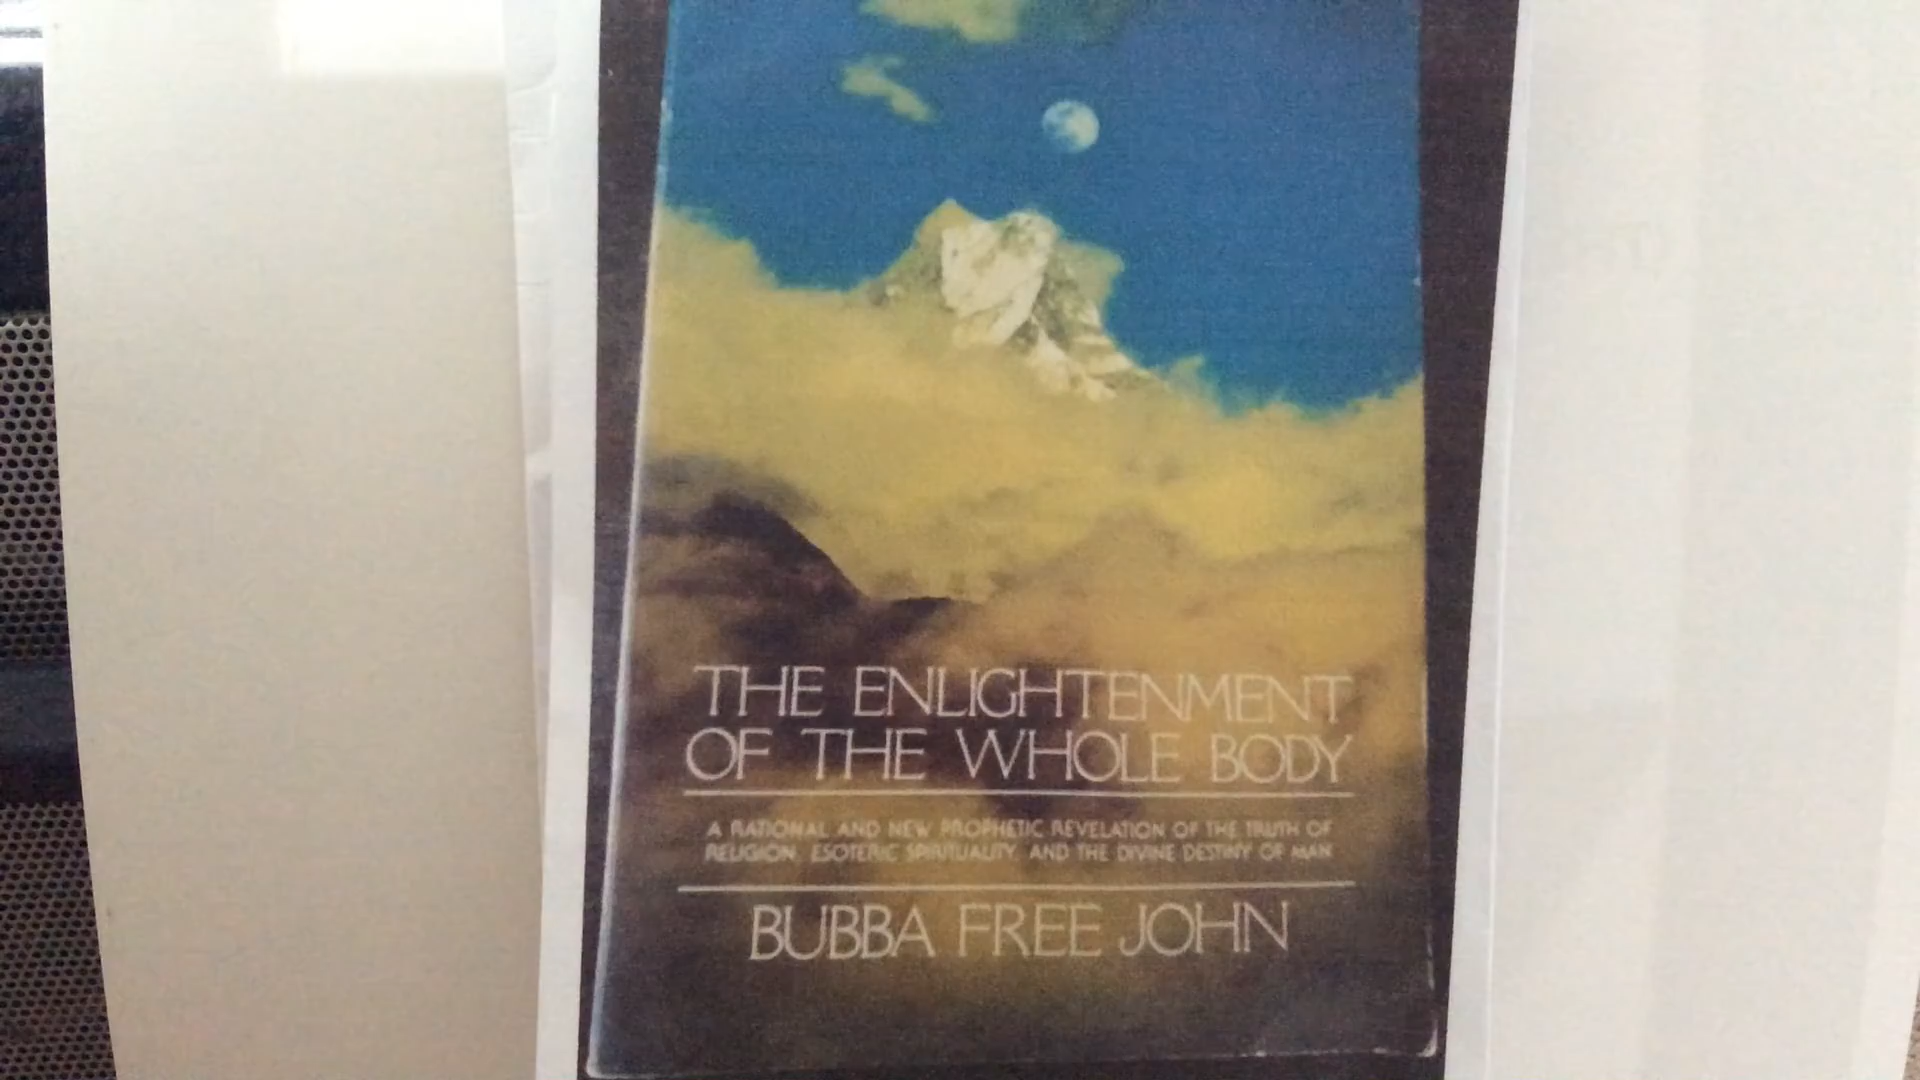 THE ENLIGHTENMENT
OF THE WHOLE BODY
A RATIONAL AND NEW PROPHETIC REVELATION OF THE TRUTH OF
RELIGION, ESOTERIC SPIRITUALITY, AND THE DIVINE DESTINY OF MAN
BUBBA FREE JOHN